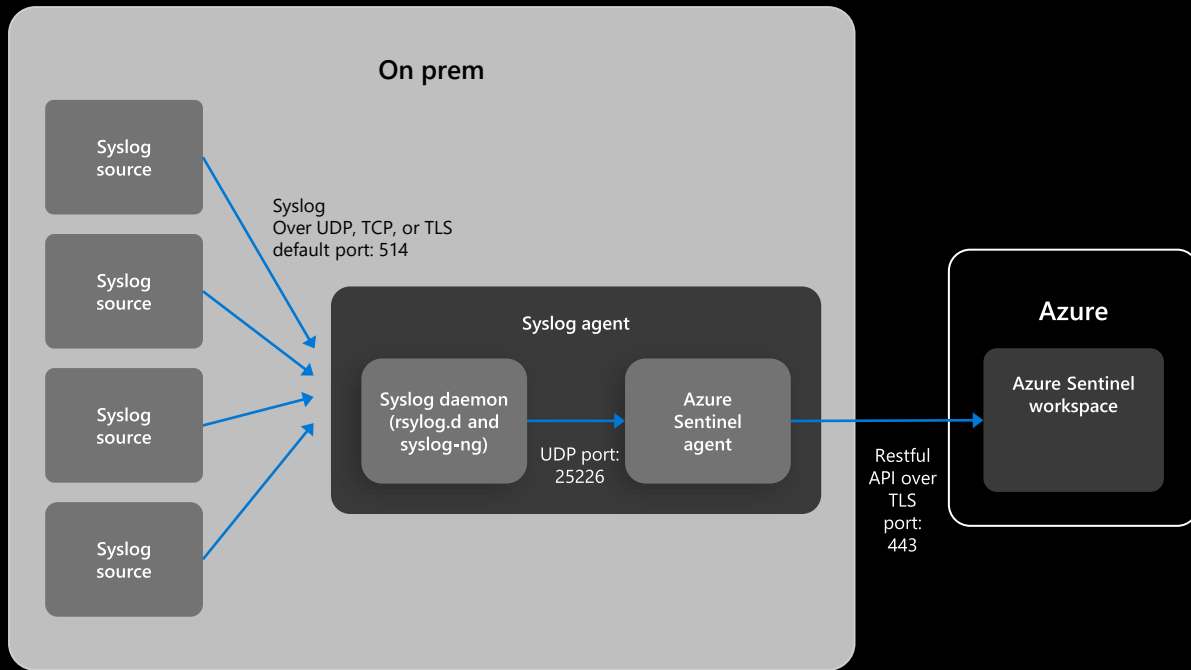 On prem
Syslog
source
Syslog
Over UDP, TCP, or TLS
default port: 514
Syslog
source
Syslog
source
Syslog
source
Syslog agent
Syslog daemon
(rsylog.d and
syslog-ng)
UDP port:
25226
Azure
Sentinel
agent
Restful
API over
TLS
port:
443
Azure
Azure Sentinel
workspace